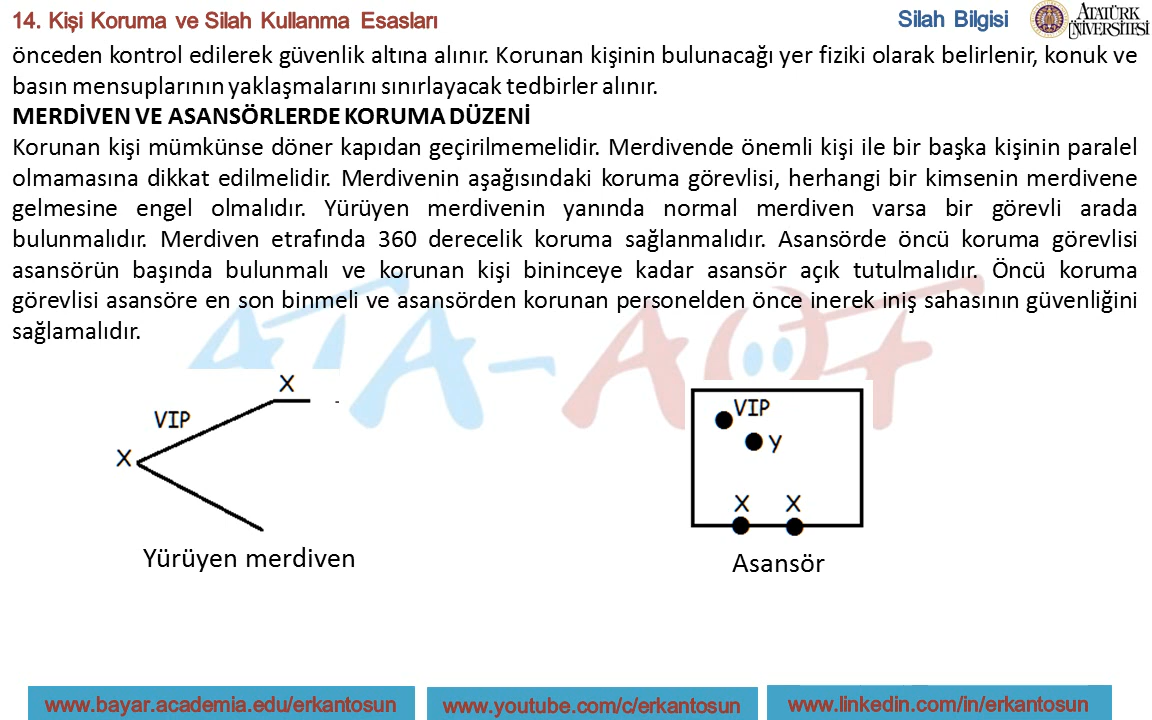 14. Kişi Koruma ve Silah Kullanma Esasları
Silah Bilgisi
ATATÜRK
ÜNİVERSİTESİ
önceden kontrol edilerek güvenlik altına alınır. Korunan kişinin bulunacağı yer fiziki olarak belirlenir, konuk ve
basın mensuplarının yaklaşmalarını sınırlayacak tedbirler alınır.
MERDİVEN VE ASANSÖRLERDE KORUMA DÜZENİ
Korunan kişi mümkünse döner kapıdan geçirilmemelidir. Merdivende önemli kişi ile bir başka kişinin paralel
olmamasına dikkat edilmelidir. Merdivenin aşağısındaki koruma görevlisi, herhangi bir kimsenin merdivene
gelmesine engel olmalıdır. Yürüyen merdivenin yanında normal merdiven varsa bir görevli arada
bulunmalıdır. Merdiven etrafında 360 derecelik koruma sağlanmalıdır. Asansörde öncü koruma görevlisi
asansörün başında bulunmalı ve korunan kişi bininceye kadar asansör açık tutulmalıdır. Öncü koruma
görevlisi asansöre en son binmeli ve asansörden korunan personelden önce inerek iniş sahasının güvenliğini
sağlamalıdır.
ATA-AÖF
X
VIP
X
Yürüyen merdiven
VIP
Y
X X
Asansör
www.bayar.academia.edu/erkantosun
www.youtube.com/c/erkantosun
www.linkedin.com/in/erkantosun